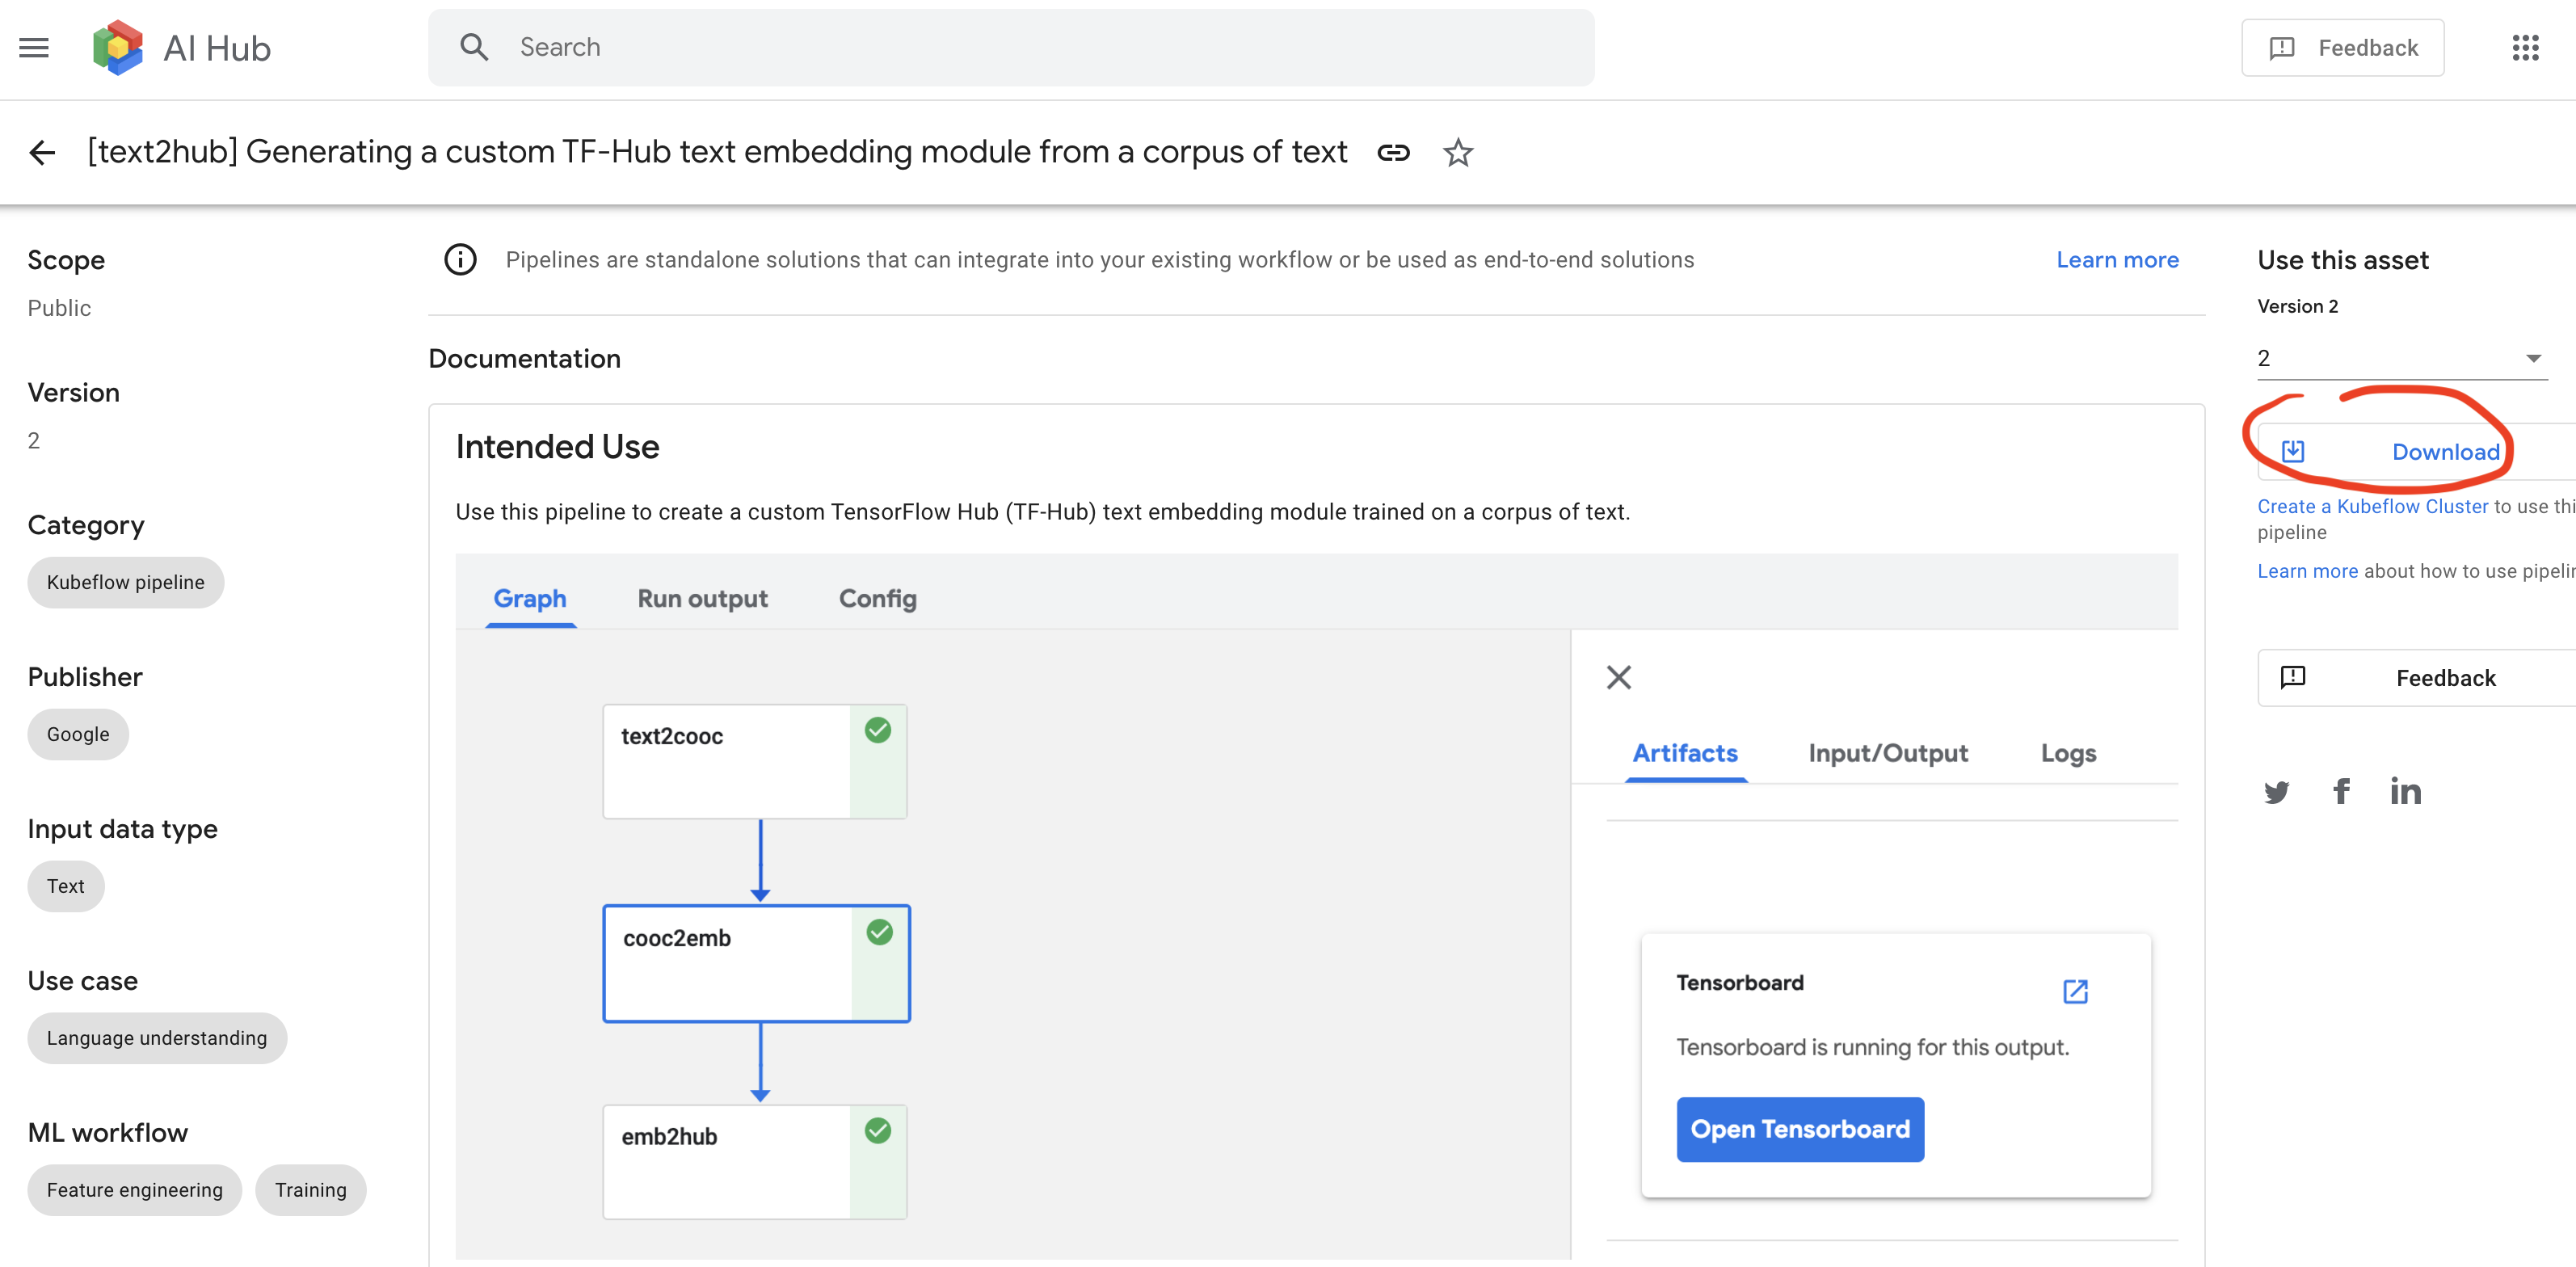 AI Hub
Search
Feedback
[text2hub] Generating a custom TF-Hub text embedding module from a corpus of text
Scope
Public
Version
2
Category
Kubeflow pipeline
Publisher
Google
Input data type
Text
Use case
Language understanding
ML workflow
Feature engineering
Training
Pipelines are standalone solutions that can integrate into your existing workflow or be used as end-to-end solutions
Learn more
Documentation
Intended Use
Use this pipeline to create a custom TensorFlow Hub (TF-Hub) text embedding module trained on a corpus of text.
Graph
Run output
Config
text2cooc
cooc2emb
emb2hub
Artifacts
Input/Output
Logs
Tensorboard
Tensorboard is running for this output.
Open Tensorboard
Use this asset
Version 2
2
Download
Create a Kubeflow Cluster to use thi
pipeline
Learn more about how to use pipelin
Feedback